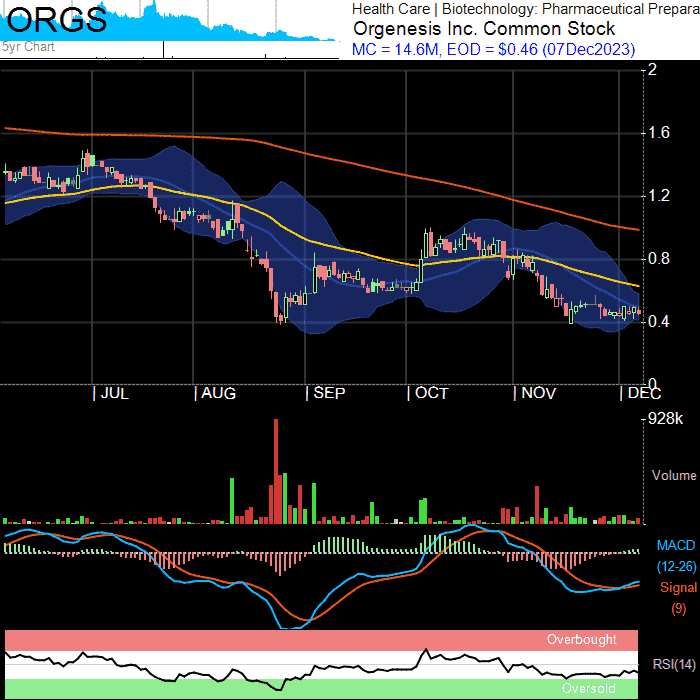 ORGS
5yr Chart
Health Care | Biotechnology: Pharmaceutical Prepara
Orgenesis Inc. Common Stock
MC = 14.6M, EOD = $0.46 (07Dec2023)
2
1.6
1.2
0.8
0.4
0
| JUL | AUG | SEP | OCT | NOV | DEC
928k
Volume
MACD
(12-26)
Signal
(9)
Overbought
RSI(14)
Oversold